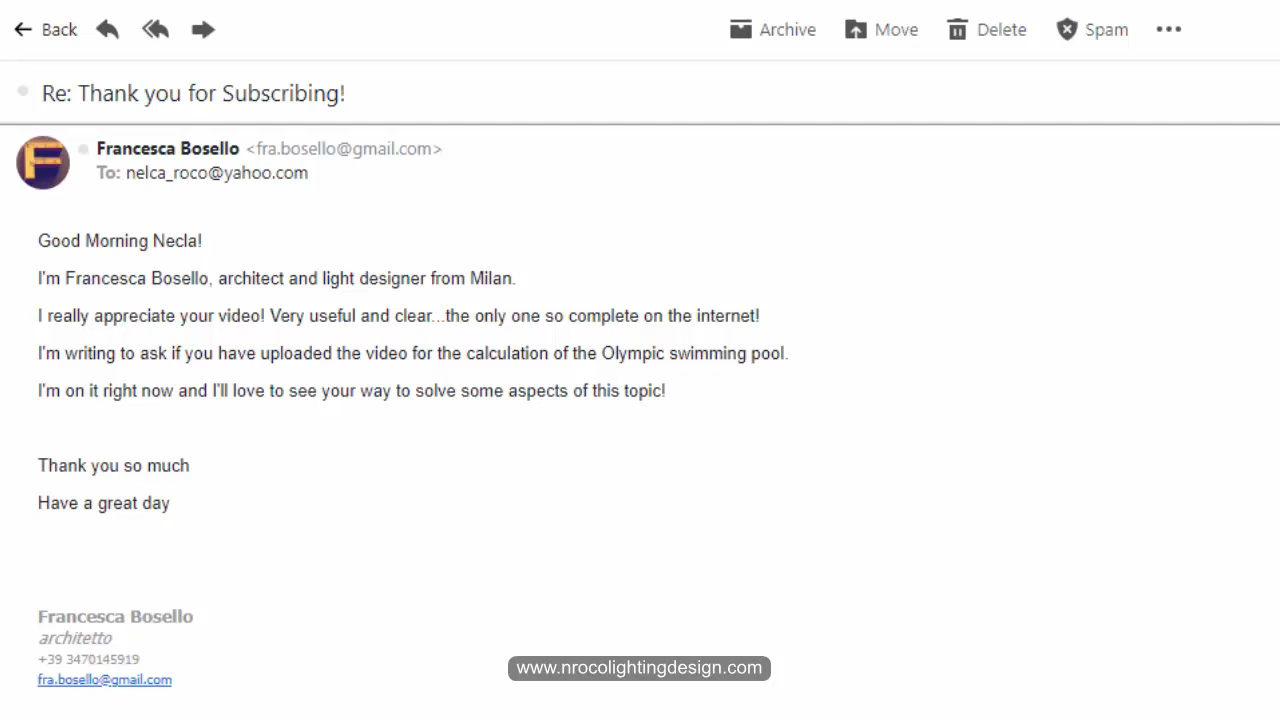 Back
Archive
Move
Delete
Spam
Re: Thank you for Subscribing!
F
Francesca Bosello <fra.bosello@gmail.com>
To: nelca_roco@yahoo.com
Good Morning Necla!
I'm Francesca Bosello, architect and light designer from Milan.
I really appreciate your video! Very useful and clear...the only one so complete on the internet!
I'm writing to ask if you have uploaded the video for the calculation of the Olympic swimming pool.
I'm on it right now and I'll love to see your way to solve some aspects of this topic!
Thank you so much
Have a great day
Francesca Bosello
architetto
+39 3470145919
fra.bosello@gmail.com
www.nrocolightingdesign.com